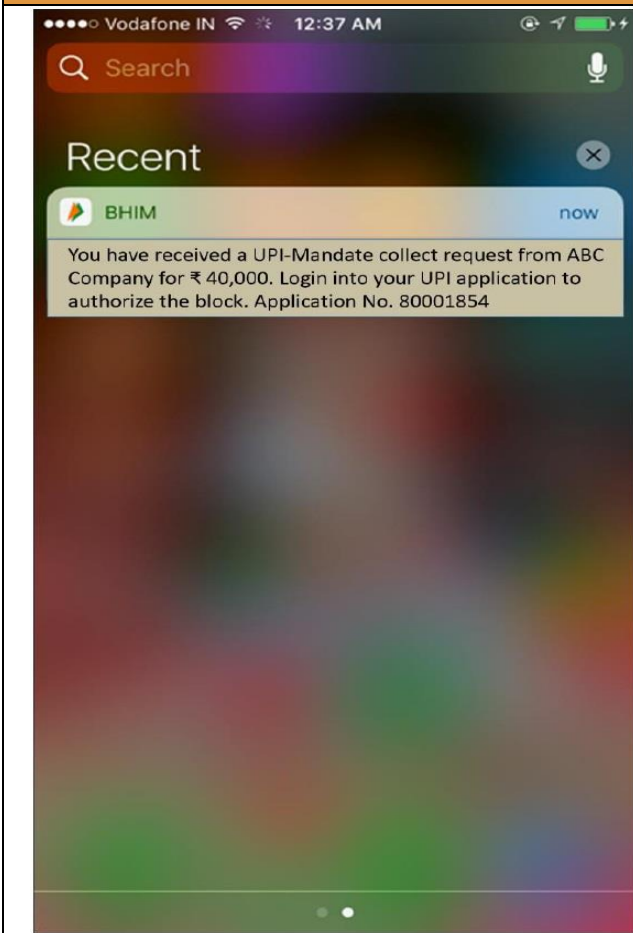 Vodafone IN 12:37 AM
Search
Recent
BHIM now
You have received a UPI-Mandate collect request from ABC
Company for ₹ 40,000. Login into your UPI application to
authorize the block. Application No. 80001854